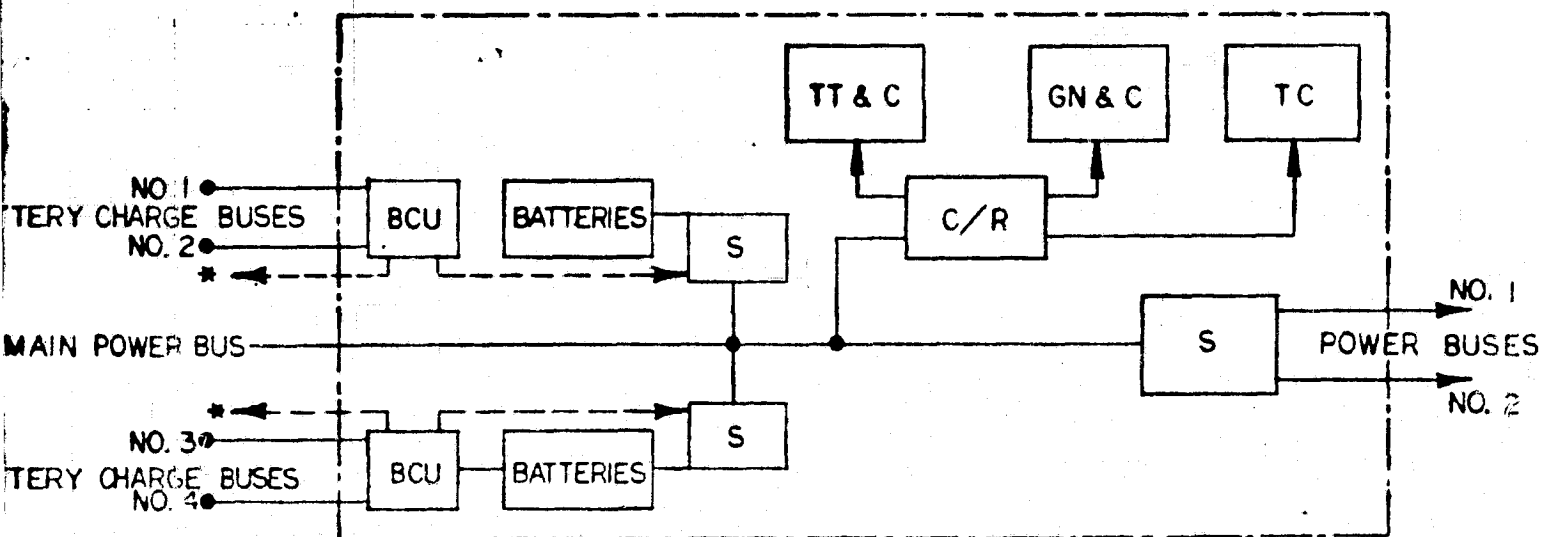 TT & C
GN & C
TC
NO. 1
TERY CHARGE BUSES
NO. 2
*
BCU
BATTERIES
S
C/R
MAIN POWER BUS
S
NO. 1
POWER BUSES
NO. 2
*
NO. 3
TERY CHARGE BUSES
NO. 4
BCU
BATTERIES
S